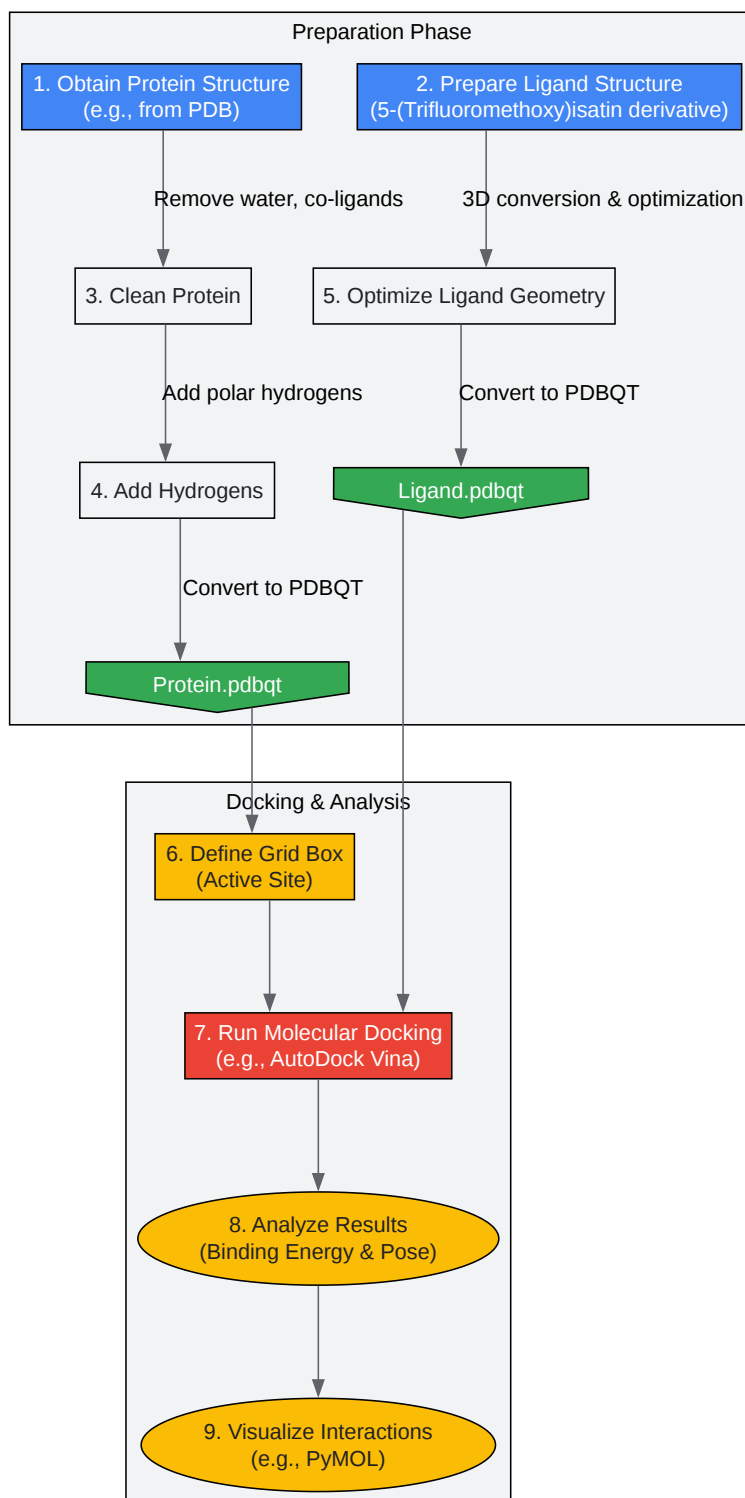 Preparation Phase
1. Obtain Protein Structure
(e.g., from PDB)
2. Prepare Ligand Structure
(5-(Trifluoromethoxy)isatin derivative)
Remove water, co-ligands
3D conversion & optimization
3. Clean Protein
5. Optimize Ligand Geometry
Add polar hydrogens
Convert to PDBQT
4. Add Hydrogens
Ligand.pdbqt
Convert to PDBQT
Protein.pdbqt
Docking & Analysis
6. Define Grid Box
(Active Site)
7. Run Molecular Docking
(e.g., AutoDock Vina)
8. Analyze Results
(Binding Energy & Pose)
9. Visualize Interactions
(e.g., PyMOL)